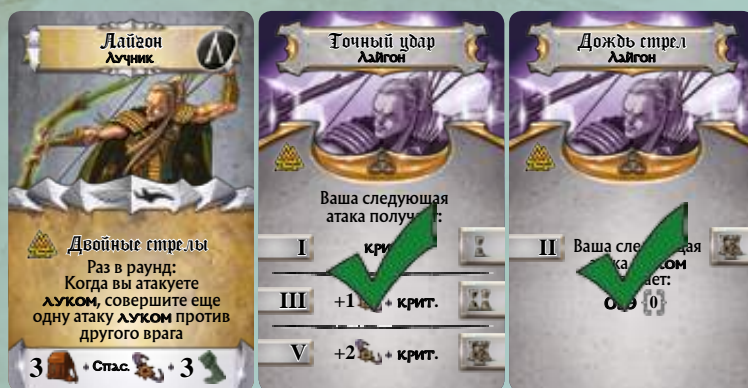 Лайгон
Лучник
Двойные стрелы
Раз в раунд:
Когда вы атакуете
луком, совершите еще
одну атаку луком против
другого врага
3 + Спас. + 3
Точный удар
Лайгон
Ваша следующая
атака
I
III +1 + крит.
V +2 + крит.
Дождь стрел
Лайгон
II Ваша
луком
{0}